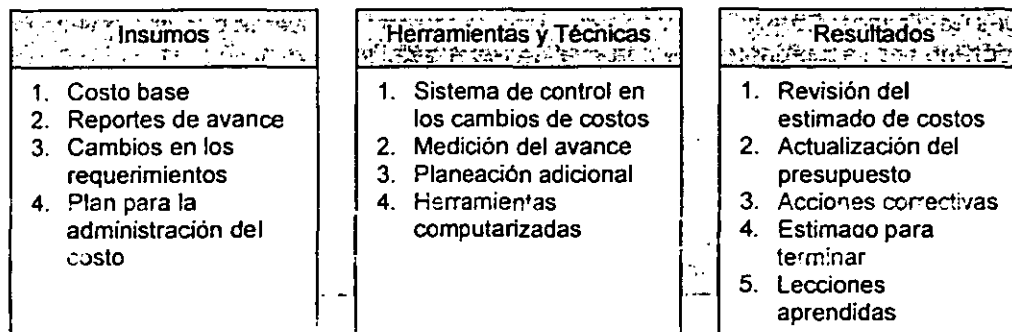 Insumos
1. Costo base
2. Reportes de avance
3. Cambios en los
requerimientos
4. Plan para la
administración del
costo
Herramientas y Técnicas
1. Sistema de control en
los cambios de costos
2. Medición del avance
3. Planeación adicional
4. Herramientas
computarizadas
Resultados
1. Revisión del
estimado de costos
2. Actualización del
presupuesto
3. Acciones correctivas
4. Estimado para
terminar
5. Lecciones
aprendidas